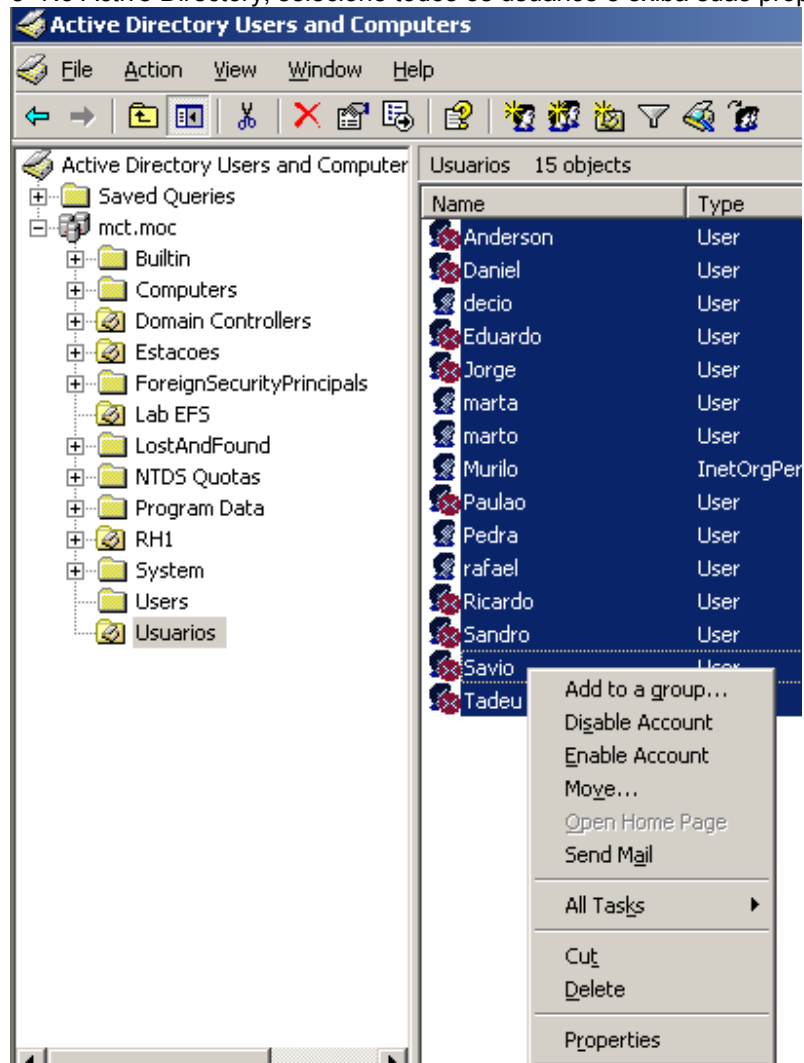 Active Directory Users and Computers
File Action View Window Help
Active Directory Users and Computer
Saved Queries
mct.moc
Builtin
Computers
Domain Controllers
Estacoes
ForeignSecurityPrincipals
Lab EFS
LostAndFound
NTDS Quotas
Program Data
RH1
System
Users
Usuarios
Usuarios 15 objects
Name Type
Anderson User
Daniel User
decio User
Eduardo User
Jorge User
marta User
marto User
Murilo InetOrgPer
Paulao User
Pedra User
rafael User
Ricardo User
Sandro User
Savio User
Tadeu
Add to a group...
Disable Account
Enable Account
Move...
Open Home Page
Send Mail
All Tasks
Cut
Delete
Properties